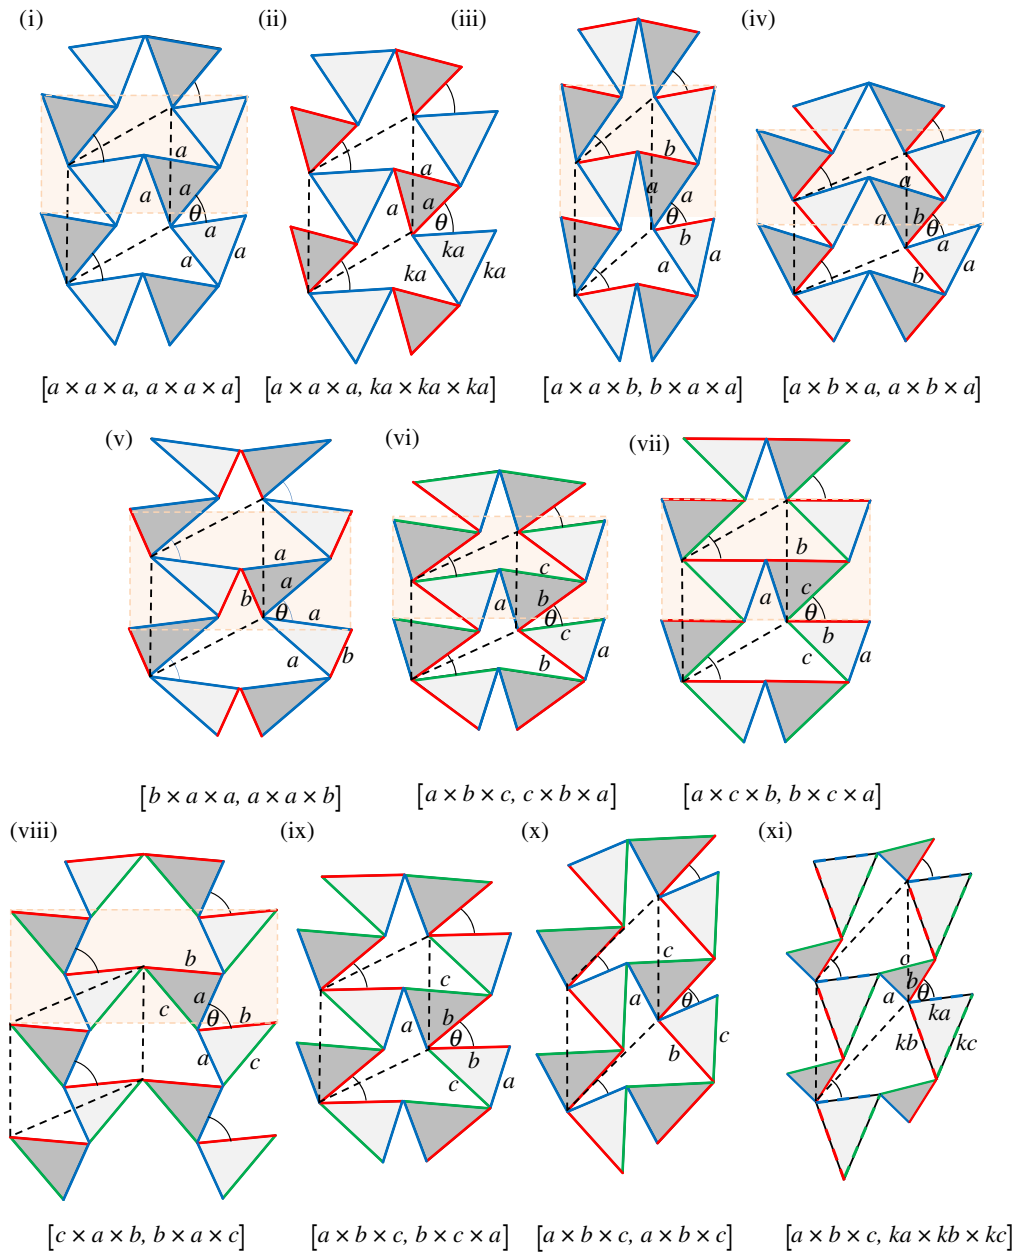 (i) (ii) (iii) (iv)
a a a a θ a a a
a a a θ ka ka ka
b a a a θ b a a
a a b θ a a b
[a × a × a, a × a × a] [a × a × a, ka × ka × ka] [a × a × b, b × a × a] [a × b × a, a × b × a]
(v) (vi) (vii)
a a b θ a a b
c b a θ c b a
b c a θ b c a
[b × a × a, a × a × b] [a × b × c, c × b × a] [a × c × b, b × c × a]
(viii) (ix) (x) (xi)
b a c θ b a c
c b a θ b c a
c a θ b c
c b a θ ka kb kc
[c × a × b, b × a × c] [a × b × c, b × c × a] [a × b × c, a × b × c] [a × b × c, ka × kb × kc]